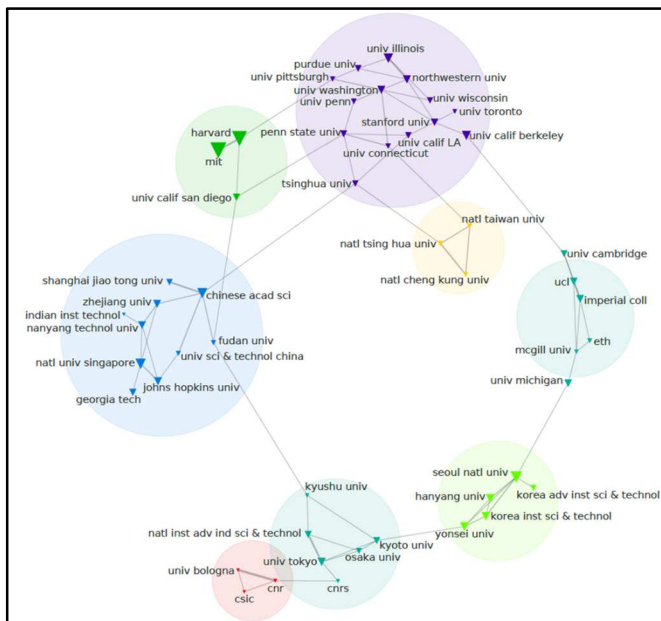 univ illinois
purdue univ
univ pittsburgh
northwestern univ
univ washington
univ penn
univ wisconsin
univ toronto
stanford univ
harvard
penn state univ
univ calif berkeley
univ calif LA
mit
univ connecticut
tsinghua univ
univ calif san diego
natl taiwan univ
natl tsing hua univ
univ cambridge
natl cheng kung univ
shanghai jiao tong univ
ucl
chinese acad sci
imperial coll
zhejiang univ
indian inst technol
nanyang technol univ
fudan univ
eth
mcgill univ
univ sci & technol china
natl univ singapore
univ michigan
johns hopkins univ
georgia tech
seoul natl univ
kyushu univ
korea adv inst sci & technol
hanyang univ
korea inst sci & technol
natl inst adv ind sci & technol
yonsei univ
kyoto univ
osaka univ
univ tokyo
univ bologna
cnr
cnrs
csic